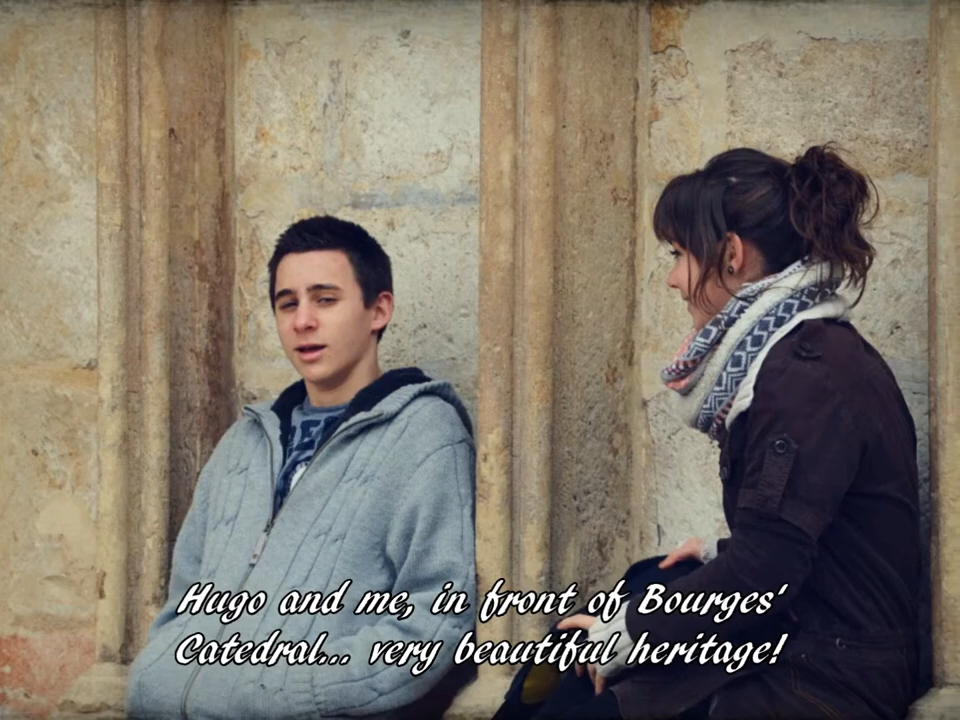 Hugo and me, in front of Bourges'
Catedral... very beautiful heritage!